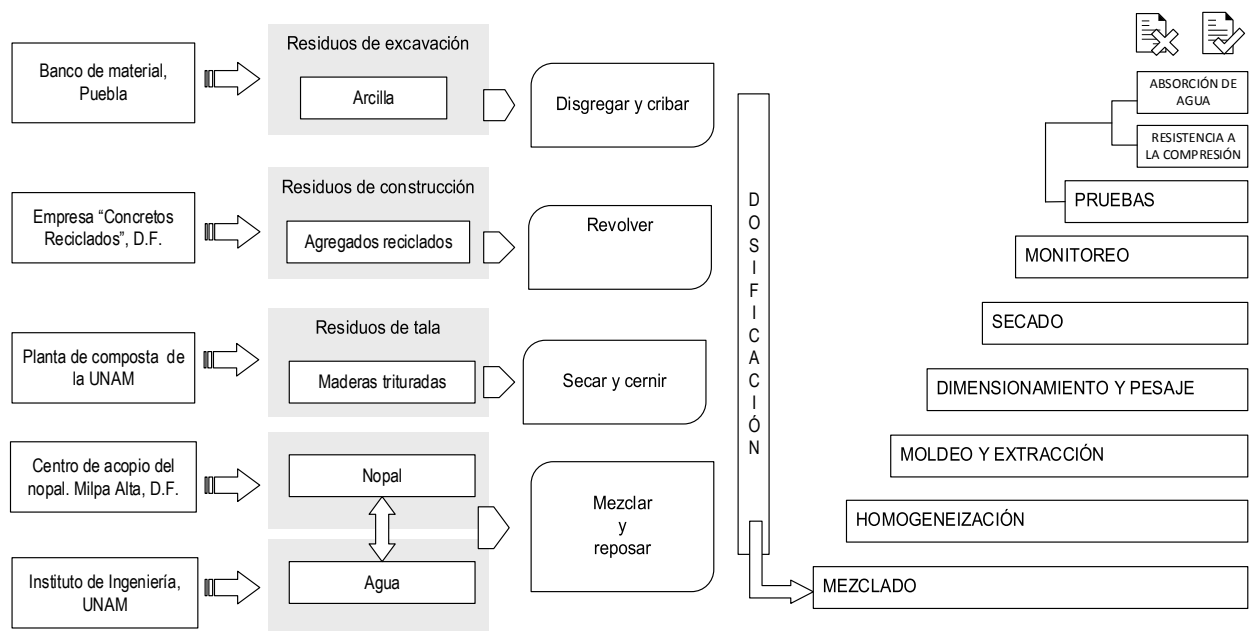 Banco de material,
Puebla
Residuos de excavación
Arcilla
Disgregar y cribar
Empresa “Concretos
Reciclados”, D.F.
Residuos de construcción
Agregados reciclados
Revolver
Planta de composta de
la UNAM
Residuos de tala
Maderas trituradas
Secar y cernir
Centro de acopio del
nopal. Milpa Alta, D.F.
Nopal
Instituto de Ingeniería,
UNAM
Agua
Mezclar
y
reposar
DOSIFICACIÓN
ABSORCIÓN DE
AGUA
RESISTENCIA A
LA COMPRESIÓN
PRUEBAS
MONITOREO
SECADO
DIMENSIONAMIENTO Y PESAJE
MOLDEO Y EXTRACCIÓN
HOMOGENEIZACIÓN
MEZCLADO